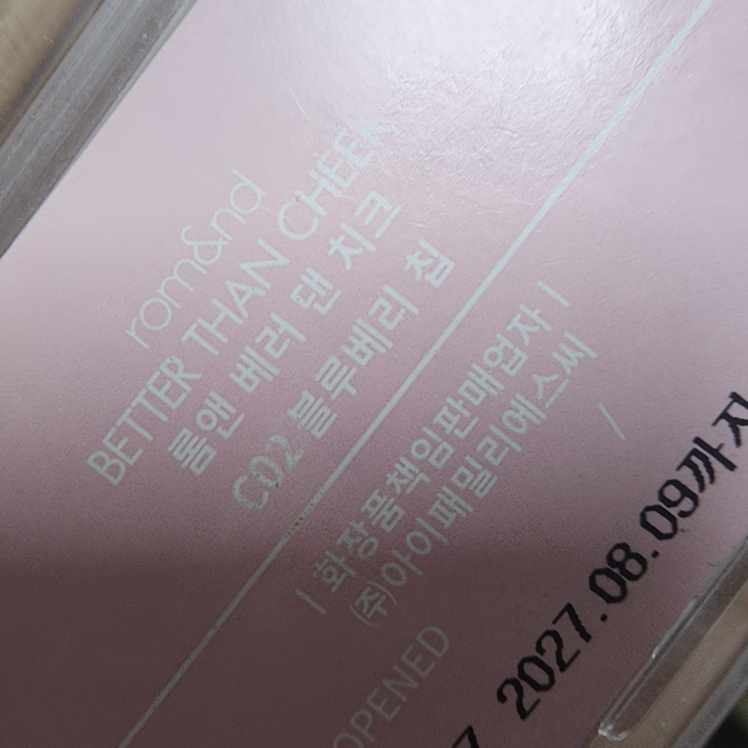 rom&nd
BETTER THAN CHEEK
롬앤 베러 댄 치크
C02 블루베리 칩
| 화장품책임판매업자 |
(주)아이패밀리에스씨
/
OPENED
7 2027.08.09까지